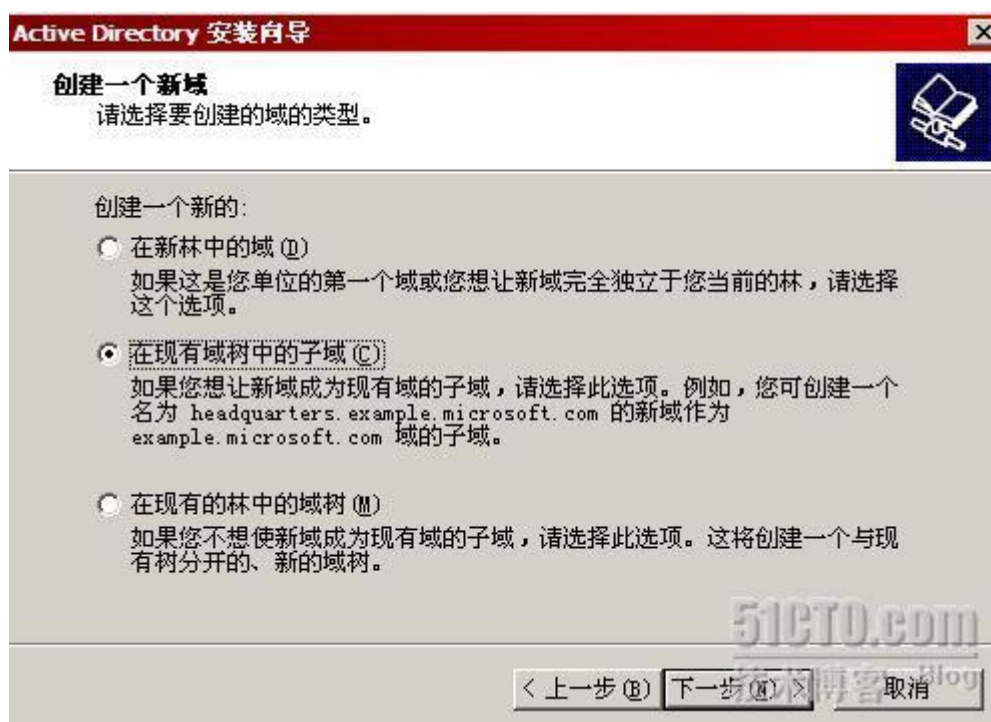 Active Directory 安装向导
创建一个新域
请选择要创建的域的类型。
创建一个新的:
在新林中的域(D)
如果这是您单位的第一个域或您想让新域完全独立于您当前的林，请选择
这个选项。
在现有域树中的子域(C)
如果您想让新域成为现有域的子域，请选择此选项。例如，您可创建一个
名为 headquarters.example.microsoft.com 的新域作为
example.microsoft.com 域的子域。
在现有的林中的域树(M)
如果您不想使新域成为现有域的子域，请选择此选项。这将创建一个与现
有树分开的、新的域树。
51CTO.com
技术博客 Blog
< 上一步(B) 下一步(N) > 取消